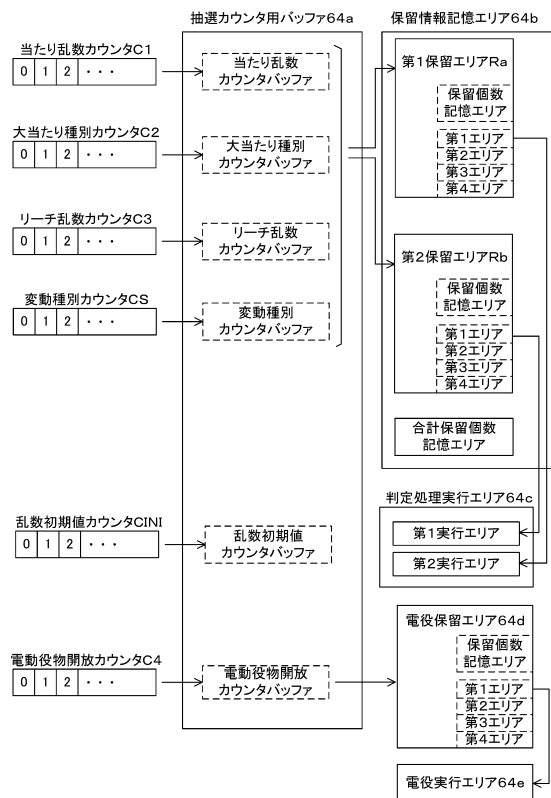 抽選カウンタ用バッファ64a
当たり乱数カウンタC1
0 1 2 ・・・
当たり乱数
カウンタバッファ
大当たり種別カウンタC2
0 1 2 ・・・
大当たり種別
カウンタバッファ
リーチ乱数カウンタC3
0 1 2 ・・・
リーチ乱数
カウンタバッファ
変動種別カウンタCS
0 1 2 ・・・
変動種別
カウンタバッファ
乱数初期値カウンタCINI
0 1 2 ・・・
乱数初期値
カウンタバッファ
電動役物開放カウンタC4
0 1 2 ・・・
電動役物開放
カウンタバッファ
保留情報記憶エリア64b
第1保留エリアRa
保留個数
記憶エリア
第1エリア
第2エリア
第3エリア
第4エリア
第2保留エリアRb
保留個数
記憶エリア
第1エリア
第2エリア
第3エリア
第4エリア
合計保留個数
記憶エリア
判定処理実行エリア64c
第1実行エリア
第2実行エリア
電役保留エリア64d
保留個数
記憶エリア
第1エリア
第2エリア
第3エリア
第4エリア
電役実行エリア64e